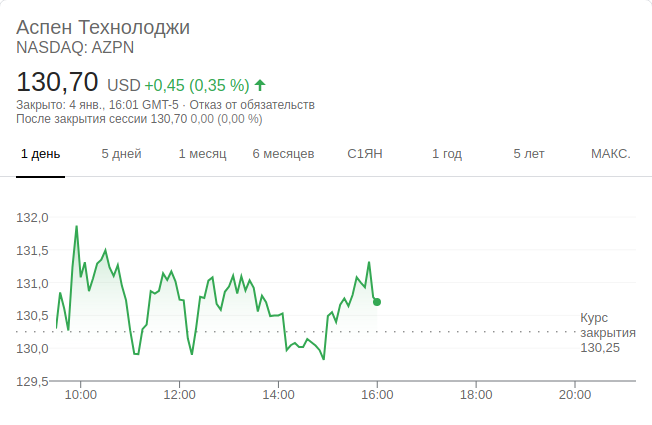 Аспен Технолоджи
NASDAQ: AZPN
130,70 USD +0,45 (0,35 %)
Закрыто: 4 янв., 16:01 GMT-5 · Отказ от обязательств
После закрытия сессии 130,70 0,00 (0,00 %)
1 день 5 дней 1 месяц 6 месяцев С1ЯН 1 год 5 лет МАКС.
132,0
131,5
131,0
130,5
130,0
129,5
Курс
закрытия
130,25
10:00 12:00 14:00 16:00 18:00 20:00